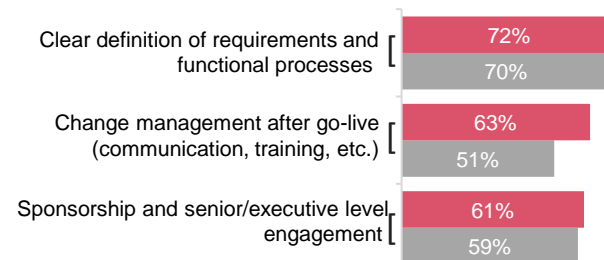 Clear definition of requirements and
functional processes
72%
70%
Change management after go-live
(communication, training, etc.)
63%
51%
Sponsorship and senior/executive level
engagement
61%
59%